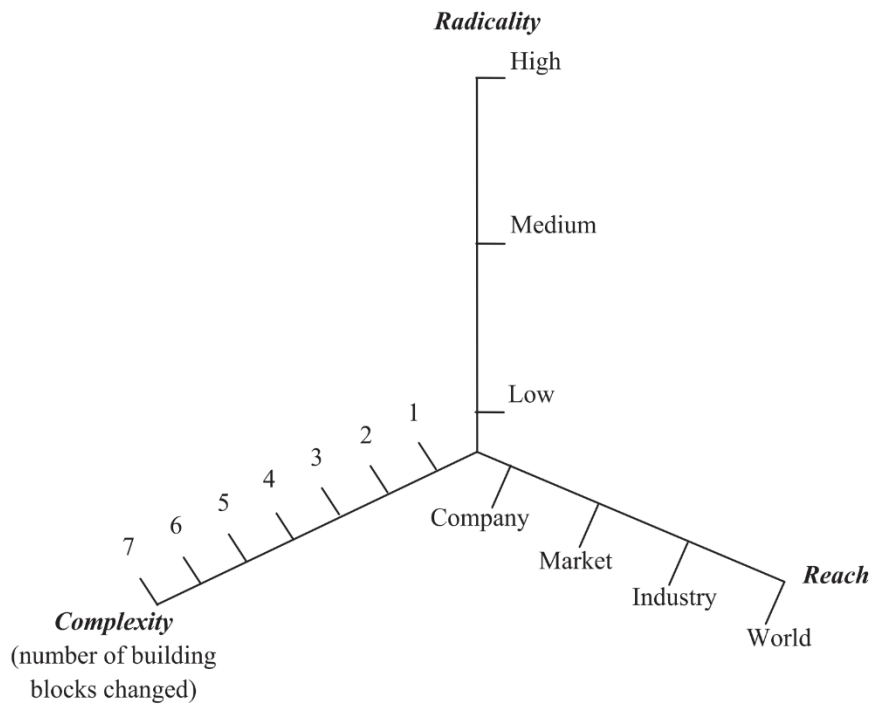 Radicality
High
Medium
Low
1
2
3
4
5
6
7
Company
Market
Industry
World
Reach
Complexity
(number of building
blocks changed)